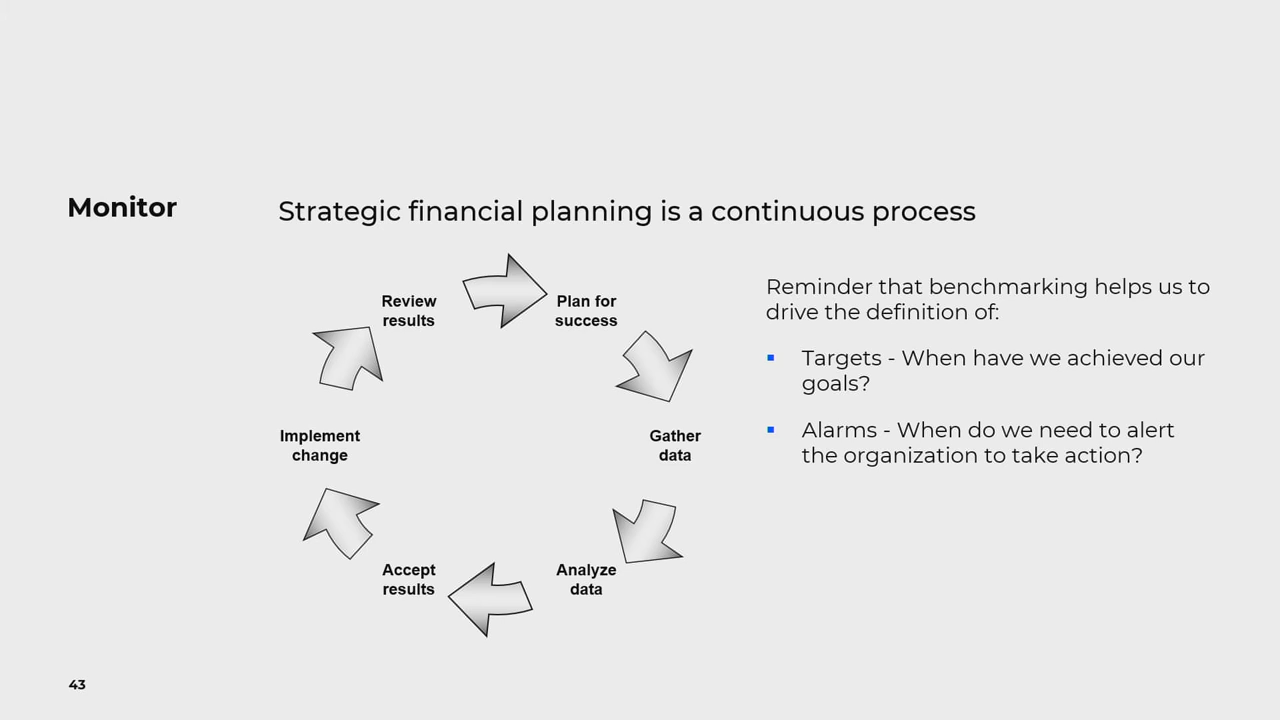 Monitor
Strategic financial planning is a continuous process
Review
results
Plan for
success
Gather
data
Analyze
data
Accept
results
Implement
change
Reminder that benchmarking helps us to
drive the definition of:
▪ Targets - When have we achieved our
goals?
▪ Alarms - When do we need to alert
the organization to take action?
43